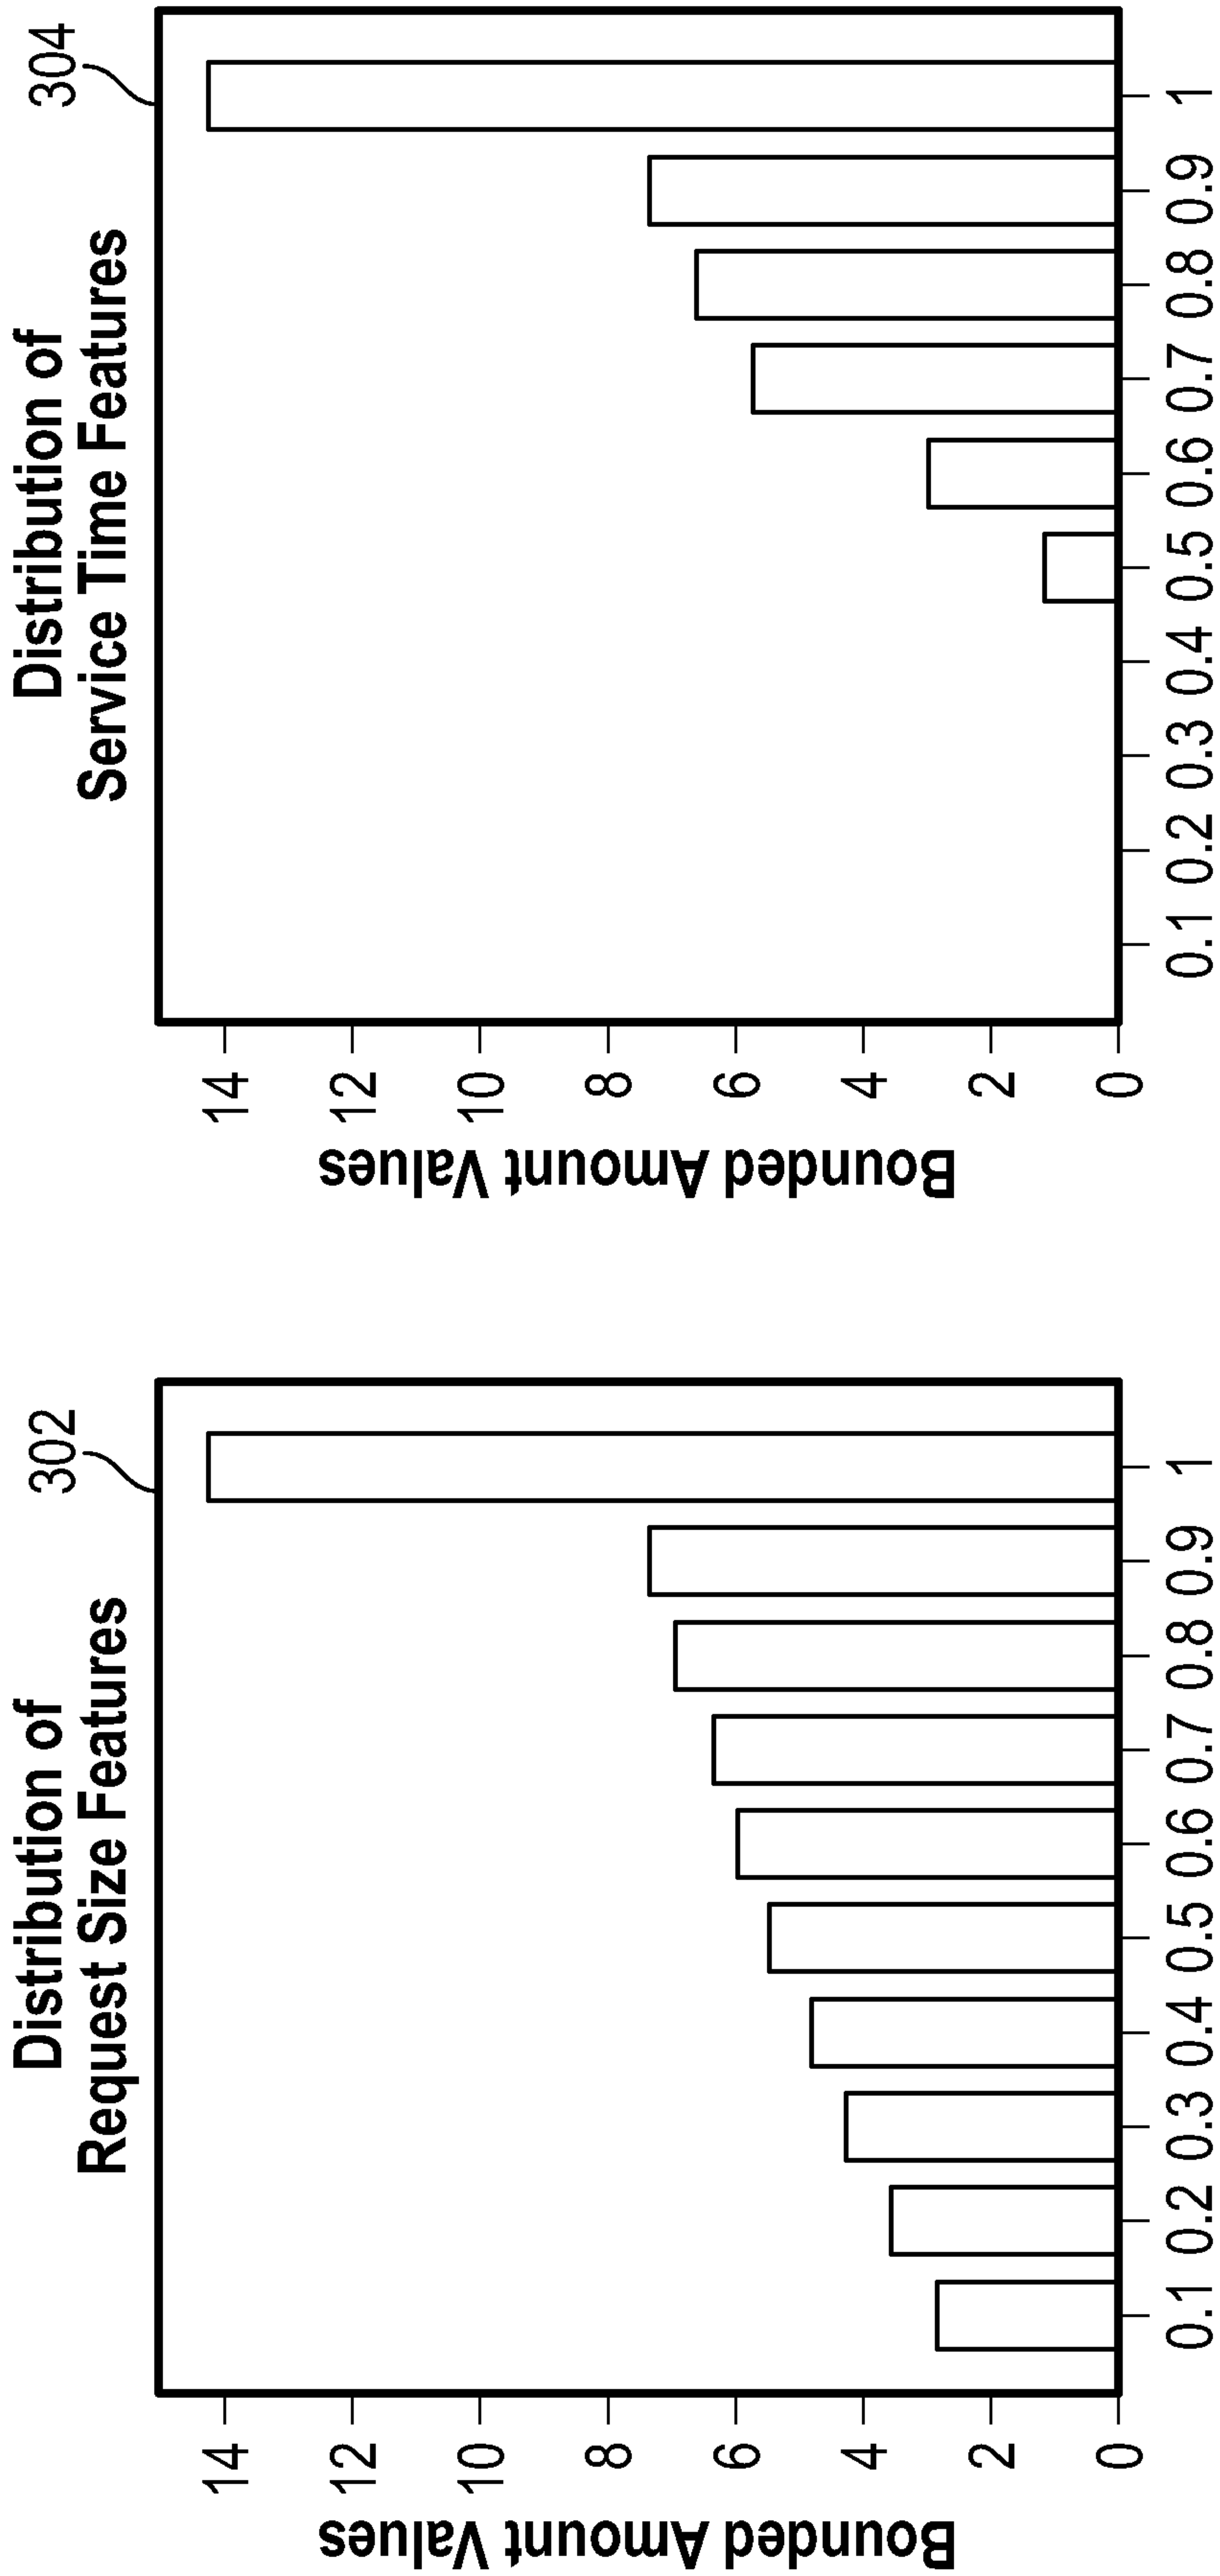 Distribution of
Request Size Features
302
Bounded Amount Values
14
12
10
8
6
4
2
0
0.1 0.2 0.3 0.4 0.5 0.6 0.7 0.8 0.9 1
Distribution of
Service Time Features
304
Bounded Amount Values
14
12
10
8
6
4
2
0
0.1 0.2 0.3 0.4 0.5 0.6 0.7 0.8 0.9 1